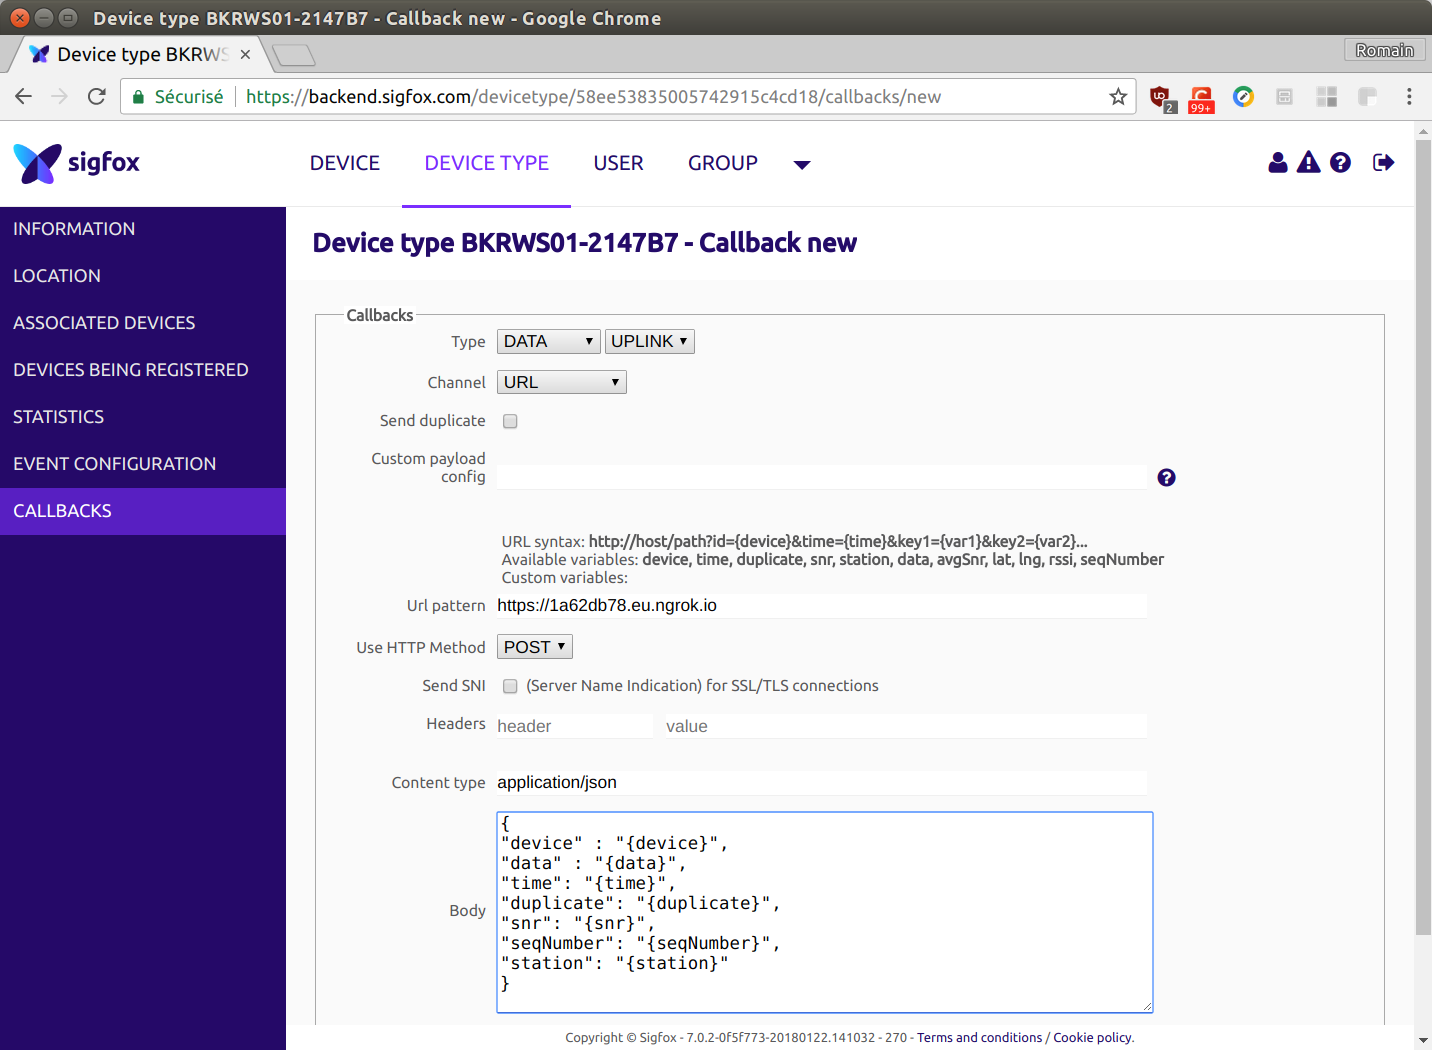 Device type BKRWS01-2147B7 - Callback new - Google Chrome
Device type BKRWS
Romain
Sécurisé
https://backend.sigfox.com/devicetype/58ee53835005742915c4cd18/callbacks/new
2
99+
sigfox
DEVICE
DEVICE TYPE
USER
GROUP
INFORMATION
LOCATION
ASSOCIATED DEVICES
DEVICES BEING REGISTERED
STATISTICS
EVENT CONFIGURATION
CALLBACKS
Device type BKRWS01-2147B7 - Callback new
Callbacks
Type DATA UPLINK
Channel URL
Send duplicate
Custom payload
config
URL syntax: http://host/path?id={device}&time={time}&key1={var1}&key2={var2}...
Available variables: device, time, duplicate, snr, station, data, avgSnr, lat, lng, rssi, seqNumber
Custom variables:
Url pattern https://1a62db78.eu.ngrok.io
Use HTTP Method POST
Send SNI (Server Name Indication) for SSL/TLS connections
Headers header value
Content type application/json
Body
{
"device" : "{device}",
"data" : "{data}",
"time": "{time}",
"duplicate": "{duplicate}",
"snr": "{snr}",
"seqNumber": "{seqNumber}",
"station": "{station}"
}
Copyright © Sigfox - 7.0.2-0f5f773-20180122.141032 - 270 - Terms and conditions / Cookie policy.